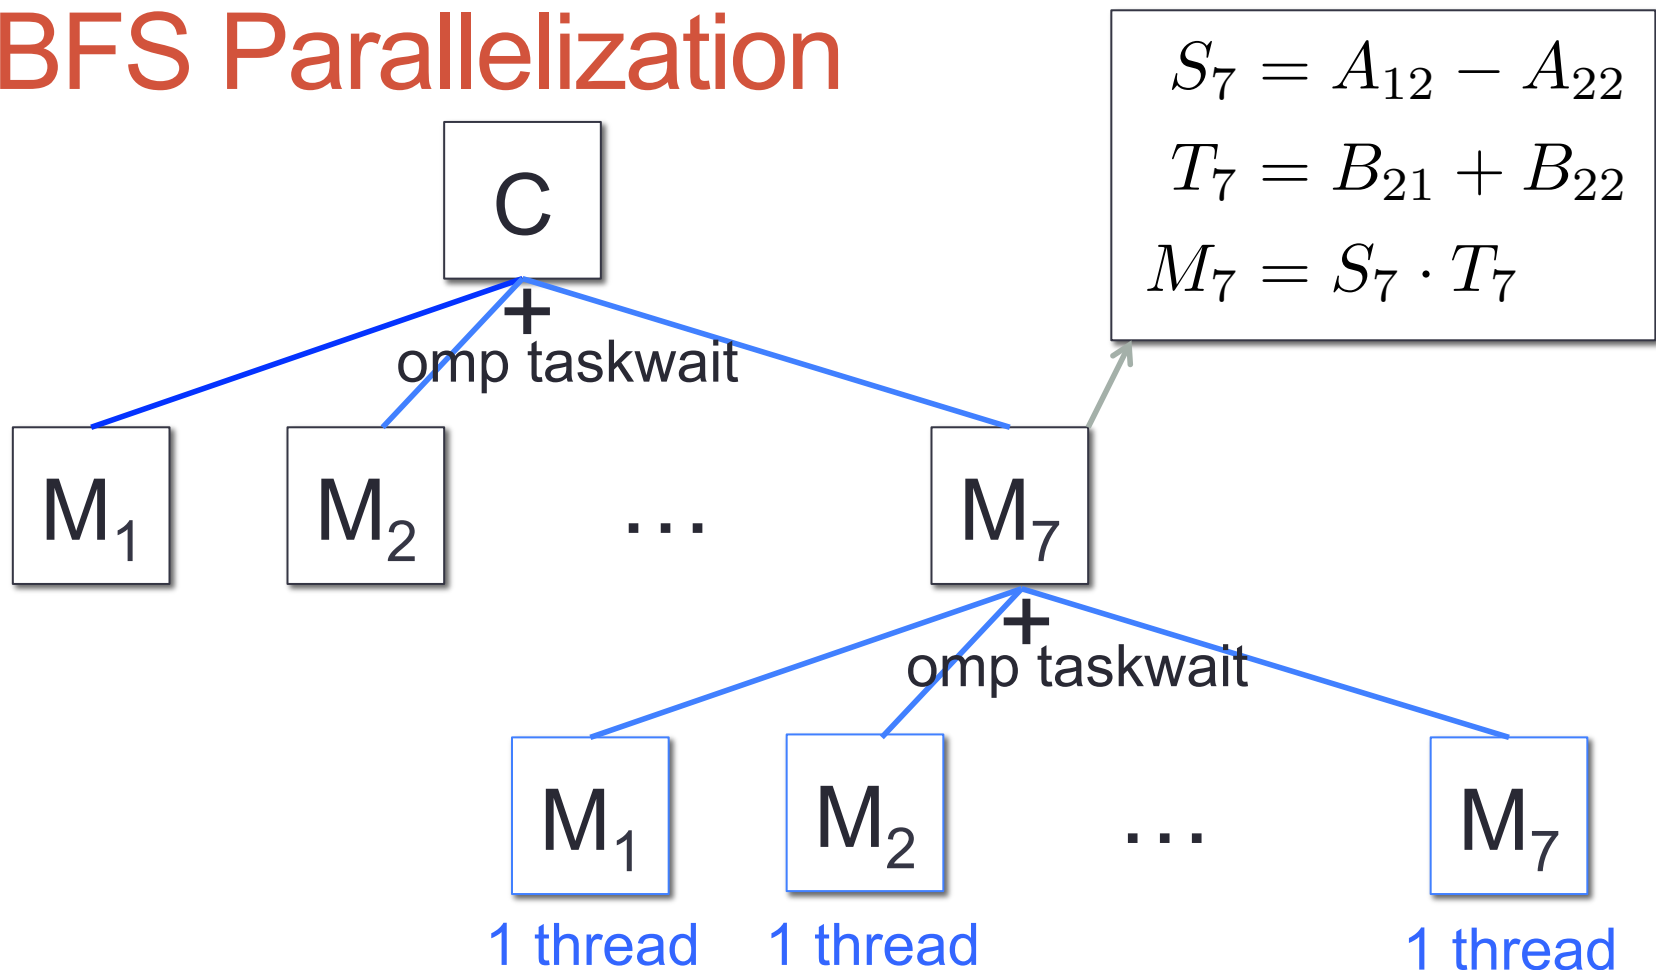 BFS Parallelization
S₇ = A₁₂ − A₂₂
T₇ = B₂₁ + B₂₂
M₇ = S₇ · T₇
C
+
omp taskwait
M₁ M₂ … M₇
+
omp taskwait
M₁ M₂ … M₇
1 thread 1 thread 1 thread